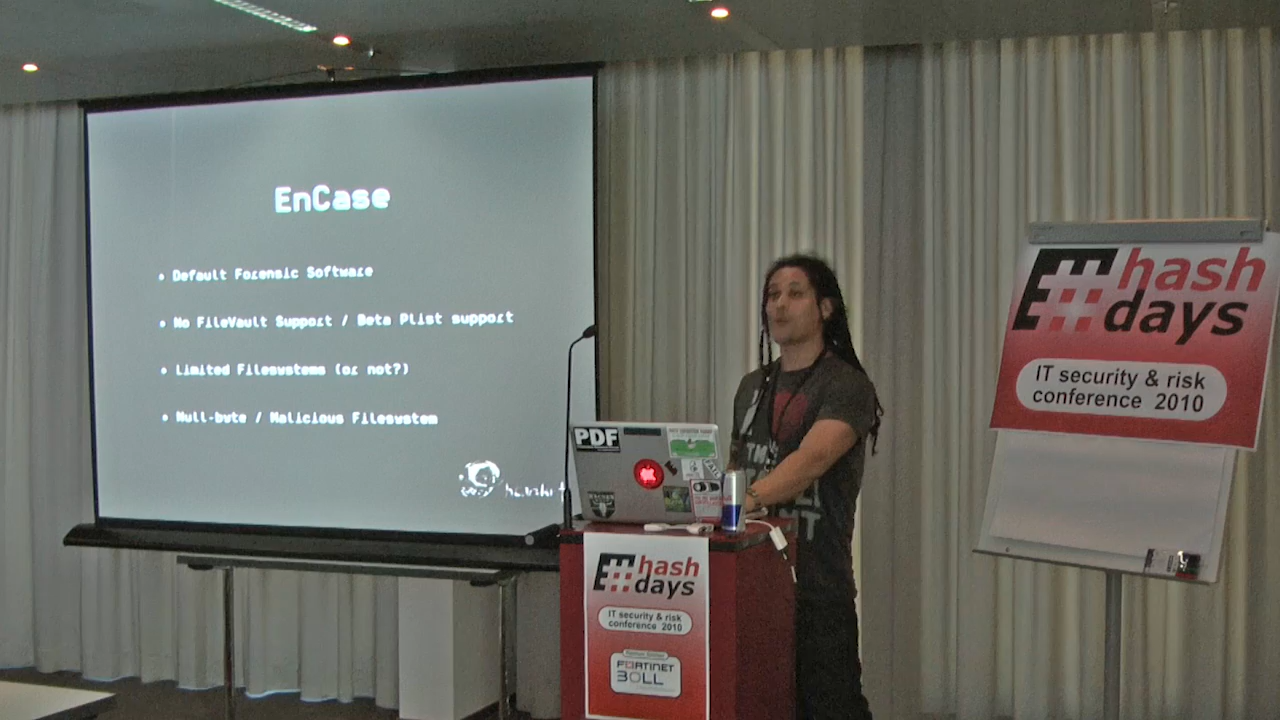 EnCase
• Default Forensic Software
• No FileVault Support / Beta Plist support
• Limited Filesystems (or not?)
• Null-byte / Malicious Filesystem
PDF
hash
days
IT security & risk
conference 2010
FORTINET
BOLL
hash
days
IT security & risk
conference 2010